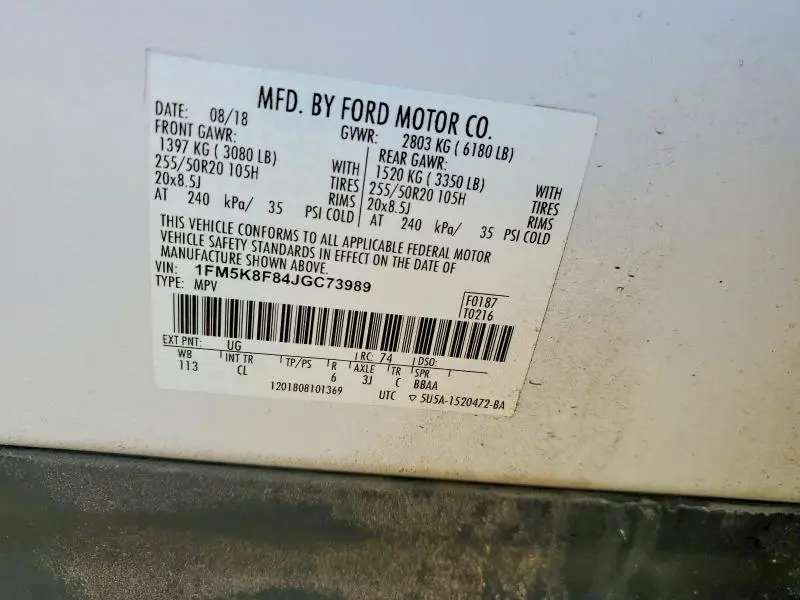 MFD. BY FORD MOTOR CO.
DATE: 08/18 GVWR: 2803 KG ( 6180 LB)
FRONT GAWR: REAR GAWR:
1397 KG ( 3080 LB) WITH 1520 KG ( 3350 LB) WITH
255/50R20 105H TIRES 255/50R20 105H TIRES
20x8.5J RIMS 20x8.5J RIMS
AT 240 kPa/ 35 PSI COLD AT 240 kPa/ 35 PSI COLD
THIS VEHICLE CONFORMS TO ALL APPLICABLE FEDERAL MOTOR
VEHICLE SAFETY STANDARDS IN EFFECT ON THE DATE OF
MANUFACTURE SHOWN ABOVE.
VIN: 1FM5K8F84JGC73989
TYPE: MPV
F0187
T0216
EXT PNT: UG RC: 74 DSO:
WB INT TR TP/PS R AXLE TR SPR
113 CL 6 3J C BBAA
1201808101369 UTC ▽ 5U5A-1520472-BA